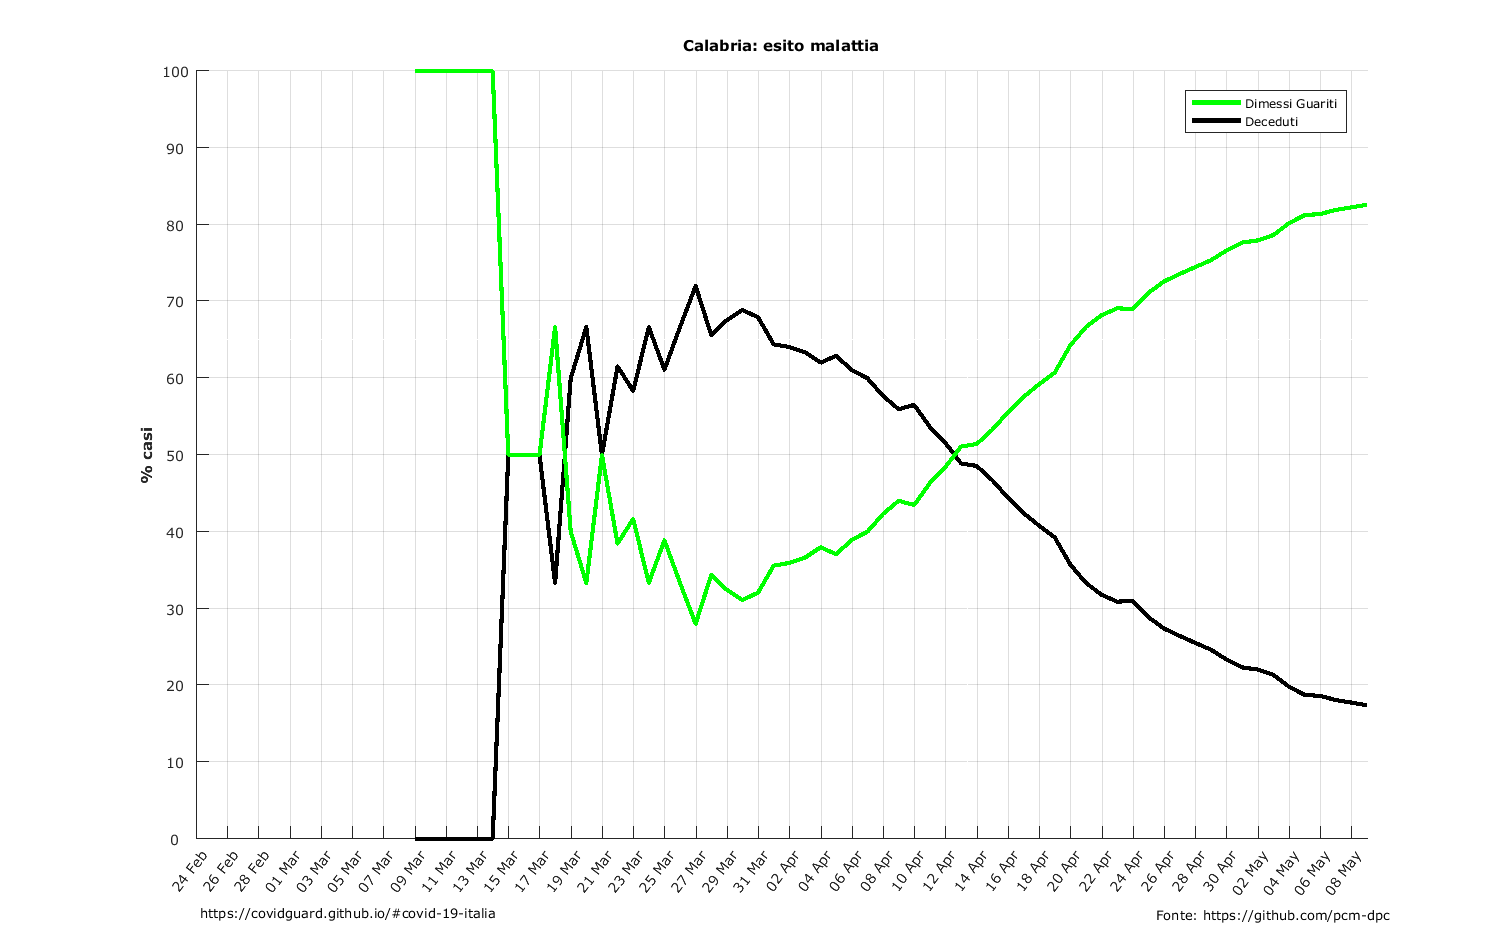 Calabria: esito malattia
Dimessi Guariti
Deceduti
% casi
100
90
80
70
60
50
40
30
20
10
0
24 Feb
26 Feb
28 Feb
01 Mar
03 Mar
05 Mar
07 Mar
09 Mar
11 Mar
13 Mar
15 Mar
17 Mar
19 Mar
21 Mar
23 Mar
25 Mar
27 Mar
29 Mar
31 Mar
02 Apr
04 Apr
06 Apr
08 Apr
10 Apr
12 Apr
14 Apr
16 Apr
18 Apr
20 Apr
22 Apr
24 Apr
26 Apr
28 Apr
30 Apr
02 May
04 May
06 May
08 May
https://covidguard.github.io/#covid-19-italia
Fonte: https://github.com/pcm-dpc